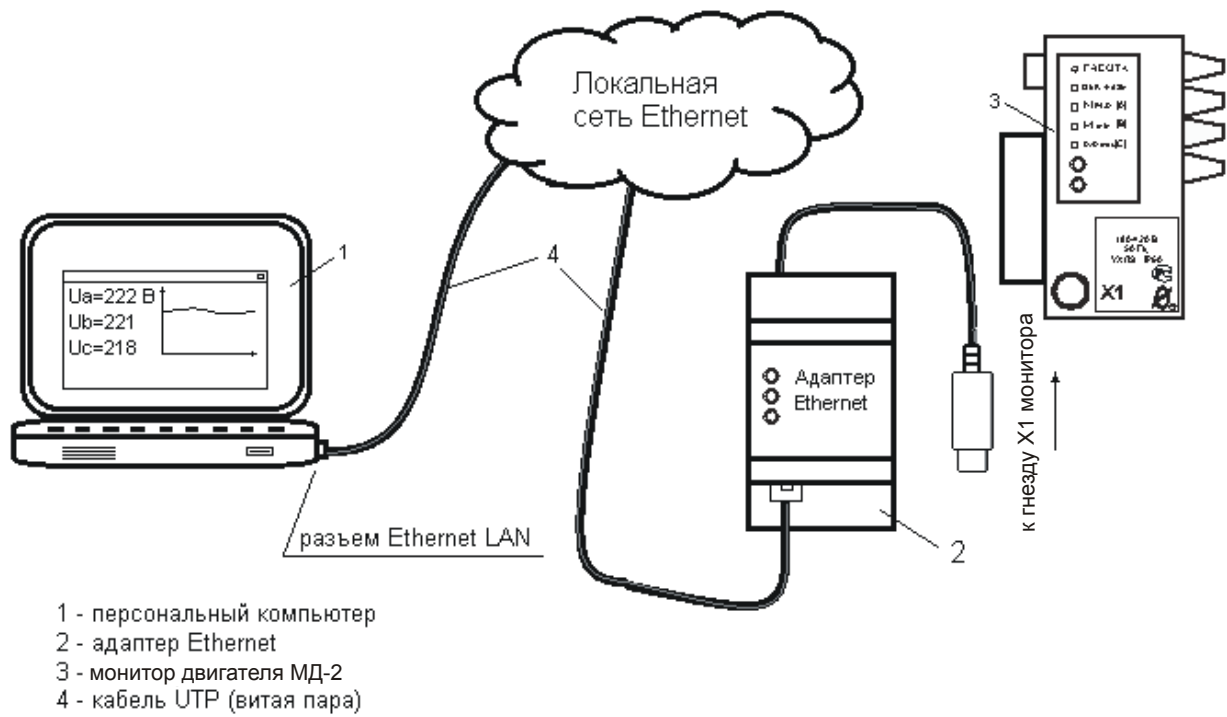 Локальная
сеть Ethernet
3
1
4
Ua=222 В
Ub=221
Uc=218
X1
Адаптер
Ethernet
к гнезду X1 монитора
разъем Ethernet LAN
2
1 - персональный компьютер
2 - адаптер Ethernet
3 - монитор двигателя МД-2
4 - кабель UTP (витая пара)